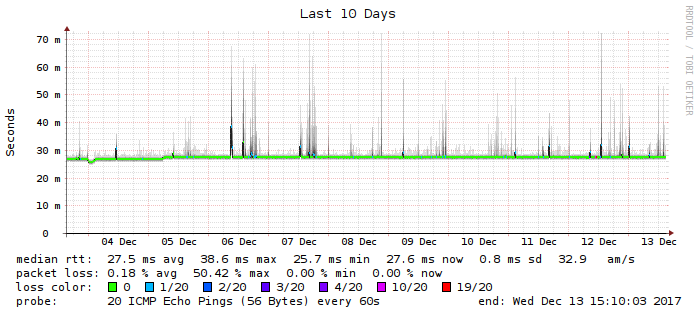 Last 10 Days
RRDTOOL / TOBI OETIKER
Seconds
70 m
60 m
50 m
40 m
30 m
20 m
10 m
0
04 Dec 05 Dec 06 Dec 07 Dec 08 Dec 09 Dec 10 Dec 11 Dec 12 Dec 13 Dec
median rtt: 27.5 ms avg 38.6 ms max 25.7 ms min 27.6 ms now 0.8 ms sd 32.9 am/s
packet loss: 0.18 % avg 50.42 % max 0.00 % min 0.00 % now
loss color: 0 1/20 2/20 3/20 4/20 10/20 19/20
probe: 20 ICMP Echo Pings (56 Bytes) every 60s end: Wed Dec 13 15:10:03 2017